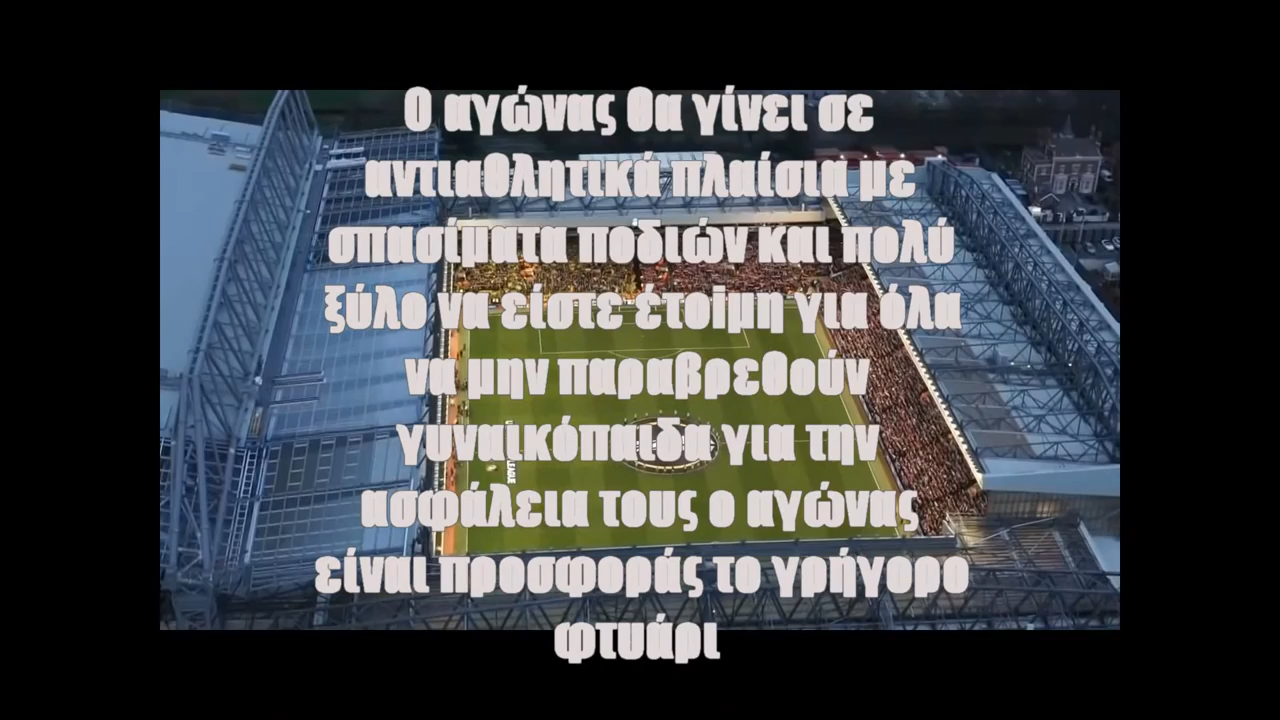 Ο αγώνας θα γίνει σε
αντιαθλητικά πλαίσια με
σπασίματα ποδιών και πολύ
ξύλο να είστε έτοiμη για όλα
να μην παραβρεθούν
γυναικόπαιδα για την
ασφάλεια τους ο αγώνας
είναι προσφοράς το γρήγορο
φτυάρι